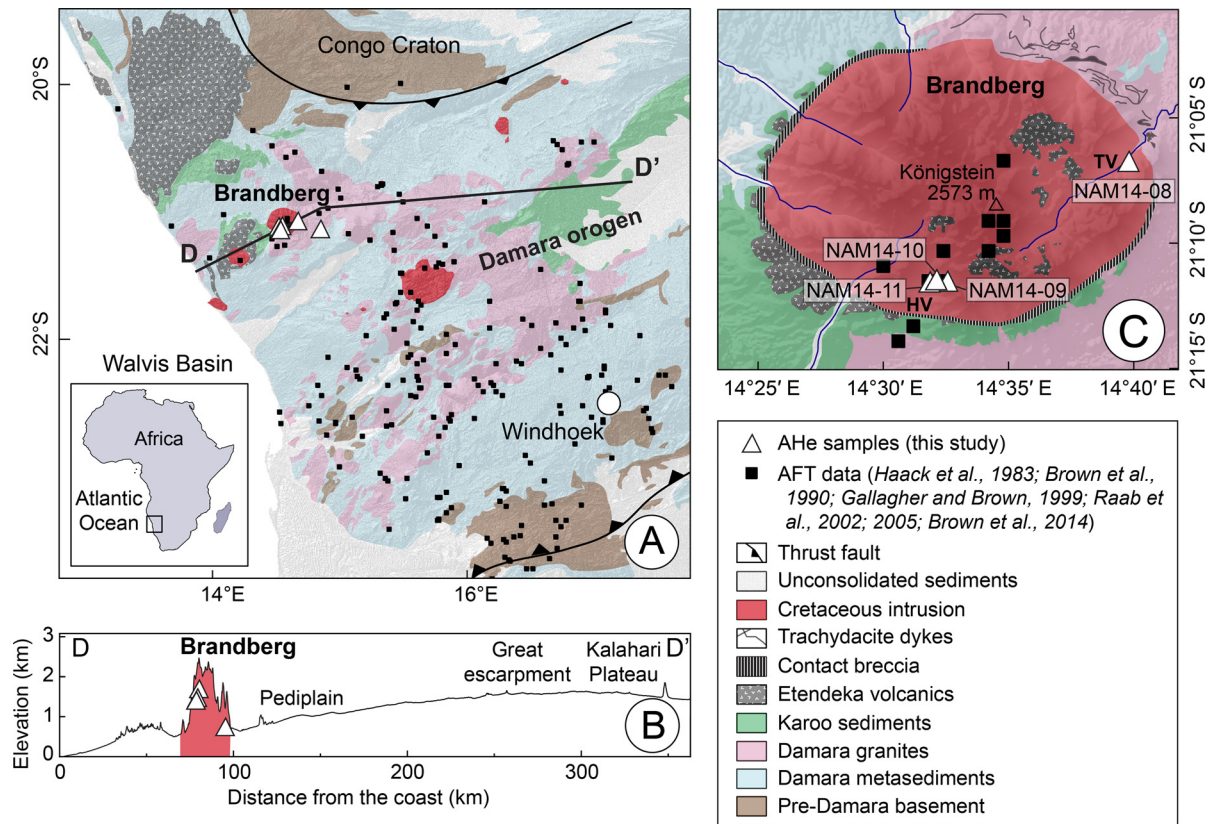 Congo Craton
20°S
Brandberg
D'
D
Damara orogen
22°S
Walvis Basin
Africa
Atlantic
Ocean
Windhoek
A
14°E
16°E
Brandberg
21°05'S
Königstein
2573 m
TV
NAM14-08
21°10'S
NAM14-10
NAM14-11
NAM14-09
HV
C
21°15'S
14°25'E
14°30'E
14°35'E
14°40'E
Elevation (km)
3
2
1
0
D
Brandberg
Pediplain
Great
escarpment
Kalahari
Plateau
D'
B
0
100
200
300
Distance from the coast (km)
AHe samples (this study)
AFT data (Haack et al., 1983; Brown et al.,
1990; Gallagher and Brown, 1999; Raab
et al., 2002; 2005; Brown et al., 2014)
Thrust fault
Unconsolidated sediments
Cretaceous intrusion
Trachydacite dykes
Contact breccia
Etendeka volcanics
Karoo sediments
Damara granites
Damara metasediments
Pre-Damara basement